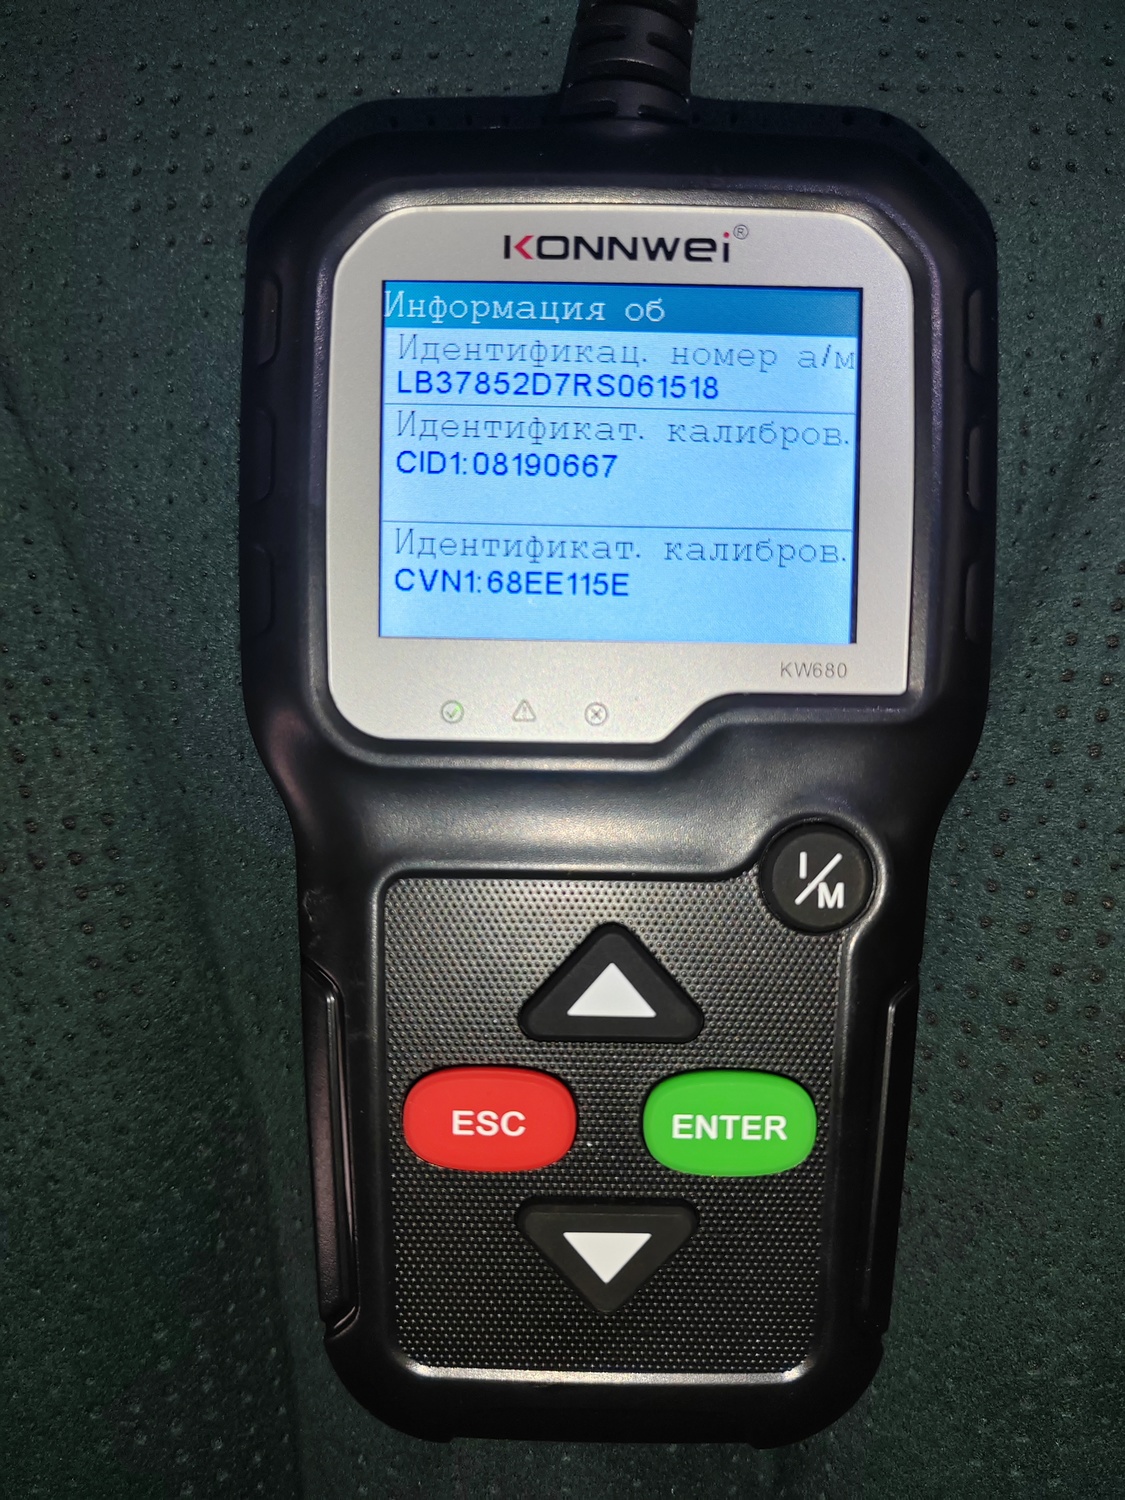 KONNWEI®
Информация об
Идентификац. номер а/м
LB37852D7RS061518
Идентификат. калибров.
CID1:08190667
Идентификат. калибров.
CVN1:68EE115E
KW680
I/M
ESC
ENTER